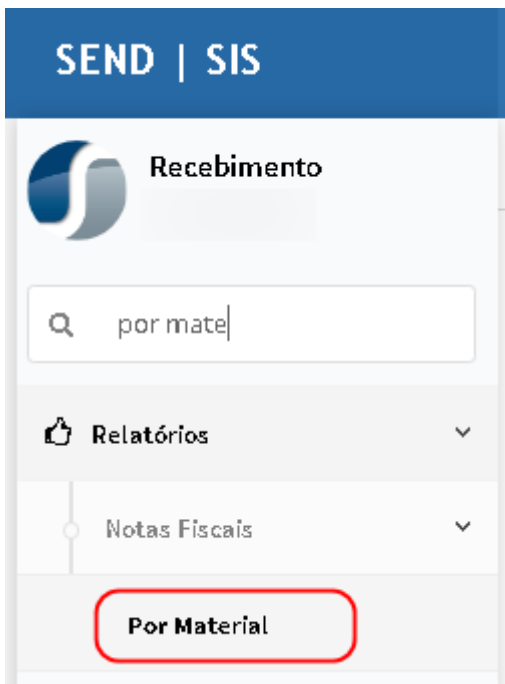 SEND | SIS
Recebimento
por mate
Relatórios
Notas Fiscais
Por Material